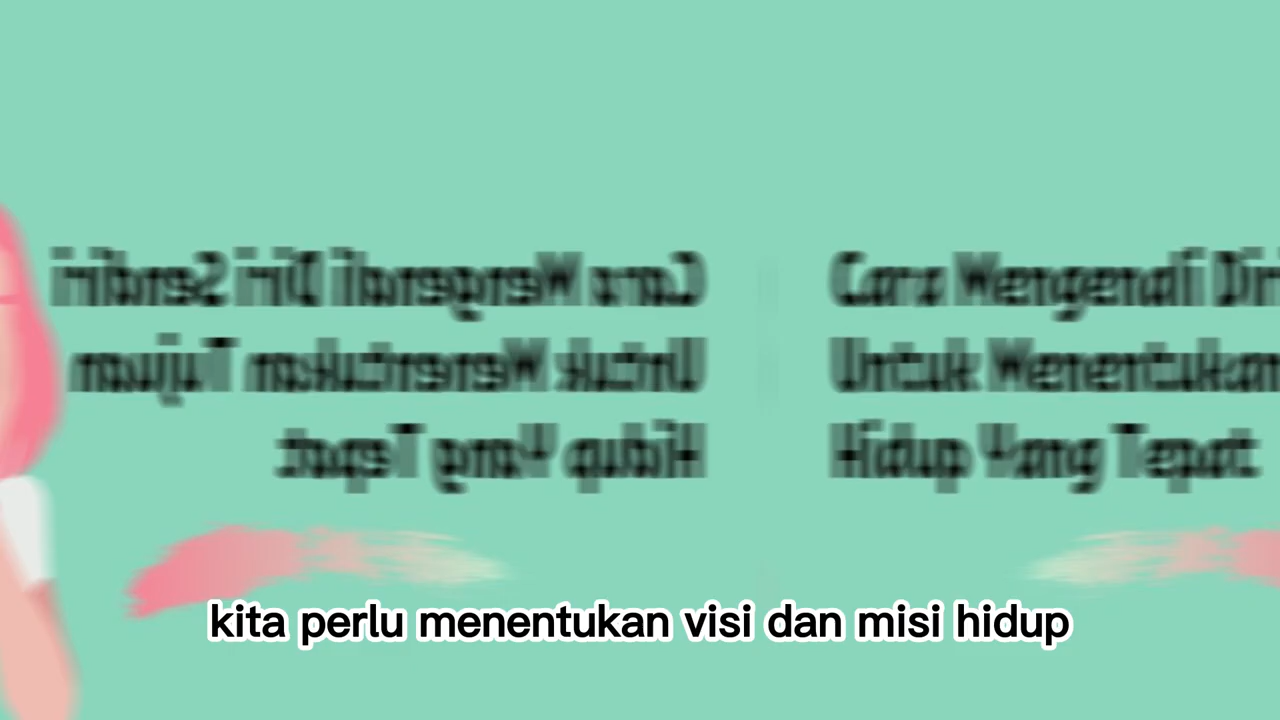 Cara Mengenali Diri Sendiri
Untuk Menentukan Tujuan
Hidup Yang Tepat.
Cara Mengenali Diri
Untuk Menentukan
Hidup Yang Tepat.
kita perlu menentukan visi dan misi hidup